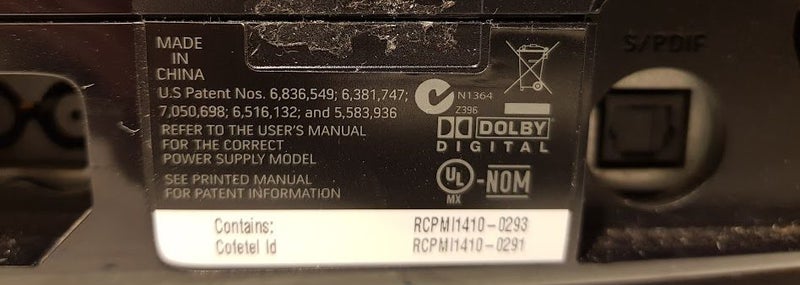 MADE
IN
CHINA
U.S Patent Nos. 6,836,549; 6,381,747;
7,050,698; 6,516,132; and 5,583,936
REFER TO THE USER'S MANUAL
FOR THE CORRECT
POWER SUPPLY MODEL
SEE PRINTED MANUAL
FOR PATENT INFORMATION
N1364
Z396
DOLBY
DIGITAL
UL
MX
-NOM
Contains: RCPMI1410-0293
Cofetel Id RCPMI1410-0291
S/PDIF